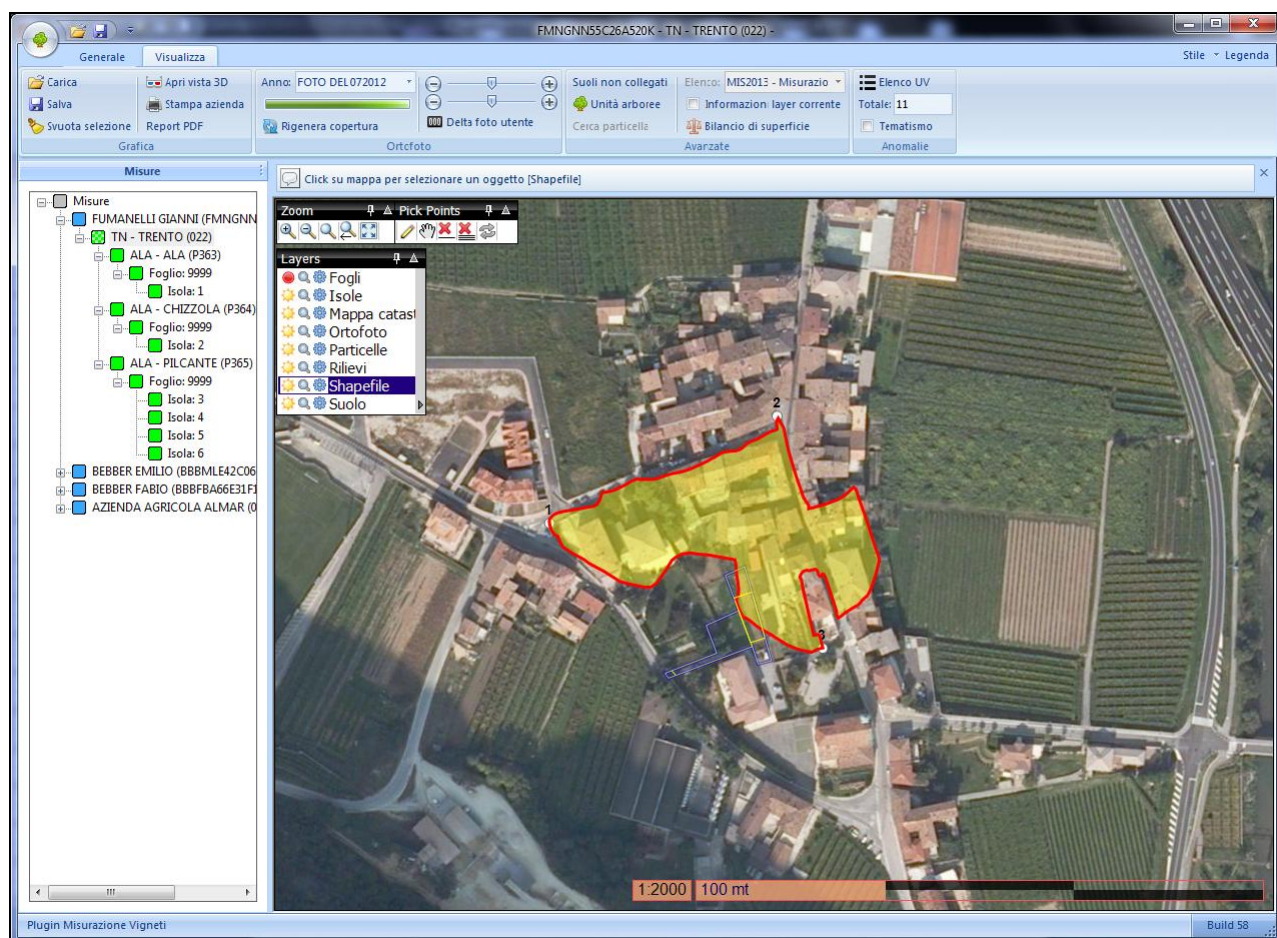 FMNGNN55C26A520K - TN - TRENTO (022) -
Generale Visualizza Stile Legenda
Carica Apri vista 3D Anno: FOTO DEL072012 Suoli non collegati Elenco: MIS2013 - Misurazio Elenco UV
Salva Stampa azienda Unità arboree Informazioni layer corrente Totale: 11
Svuota selezione Report PDF Rigenera copertura Delta foto utente Cerca particella Bilancio di superficie Tematismo
Grafica Ortofoto Avanzate Anomalie
Misure
Click su mappa per selezionare un oggetto [Shapefile]
Misure
FUMANELLI GIANNI (FMNGNN
TN - TRENTO (022)
ALA - ALA (P363)
Foglio: 9999
Isola: 1
ALA - CHIZZOLA (P364)
Foglio: 9999
Isola: 2
ALA - PILCANTE (P365)
Foglio: 9999
Isola: 3
Isola: 4
Isola: 5
Isola: 6
BEBBER EMILIO (BBBMLE42C06
BEBBER FABIO (BBBFBA66E31F1
AZIENDA AGRICOLA ALMAR (0
Zoom Pick Points
Layers
Fogli
Isole
Mappa catast
Ortofoto
Particelle
Rilievi
Shapefile
Suolo
2
1
3
1:2000 100 mt
Plugin Misurazione Vigneti Build 58